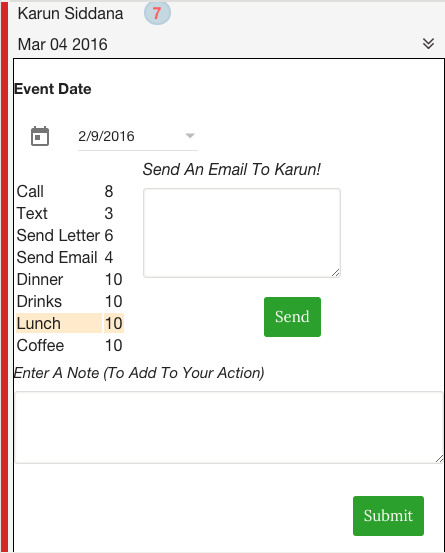 Karun Siddana 7
Mar 04 2016
Event Date
2/9/2016
Send An Email To Karun!
Call 8
Text 3
Send Letter 6
Send Email 4
Dinner 10
Drinks 10
Lunch 10
Coffee 10
Send
Enter A Note (To Add To Your Action)
Submit